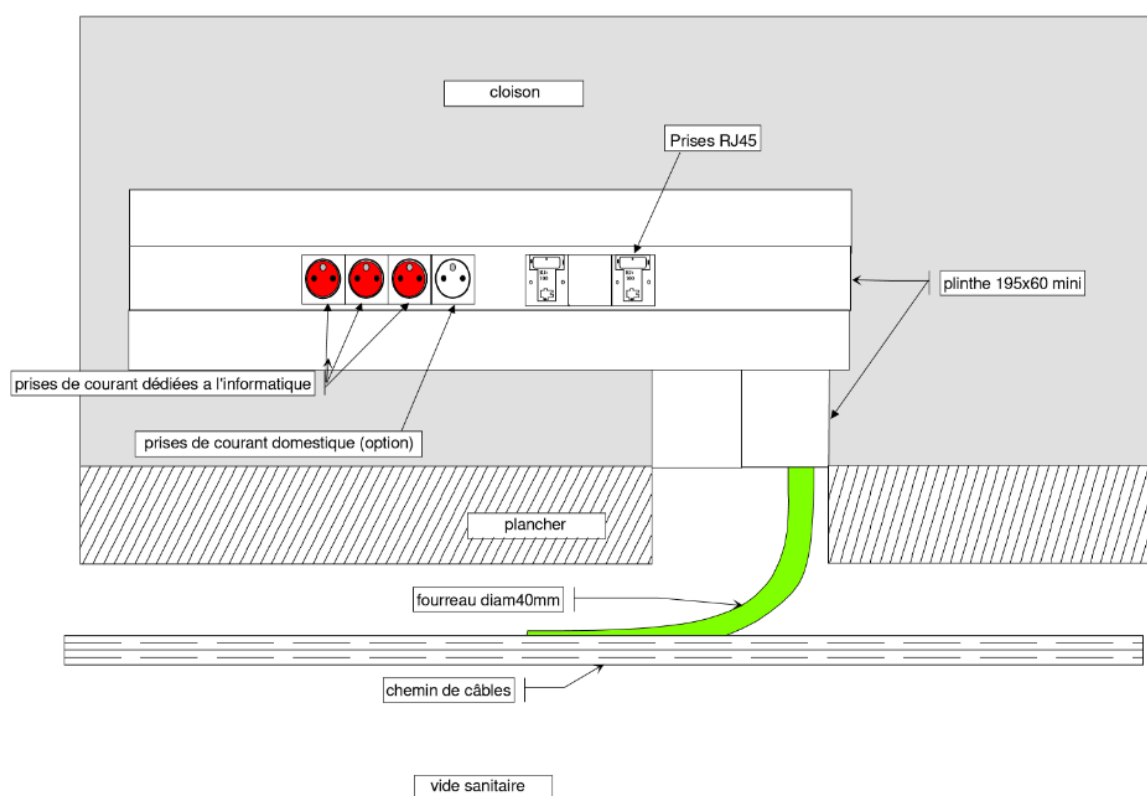 cloison
Prises RJ45
plinthe 195x60 mini
prises de courant dédiées a l'informatique
prises de courant domestique (option)
plancher
fourreau diam40mm
chemin de câbles
vide sanitaire